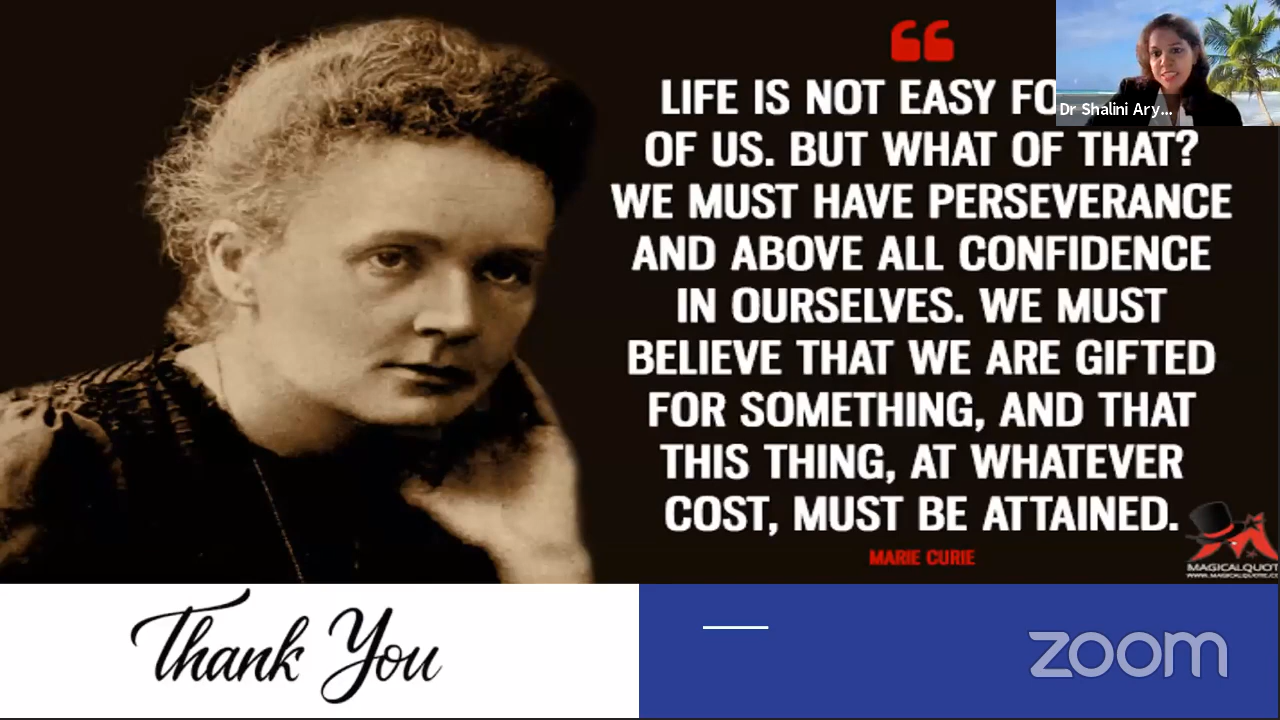 LIFE IS NOT EASY FO
OF US. BUT WHAT OF THAT?
WE MUST HAVE PERSEVERANCE
AND ABOVE ALL CONFIDENCE
IN OURSELVES. WE MUST
BELIEVE THAT WE ARE GIFTED
FOR SOMETHING, AND THAT
THIS THING, AT WHATEVER
COST, MUST BE ATTAINED.
MARIE CURIE
Dr Shalini Ary...
MAGICALQUOT
Thank You
zoom